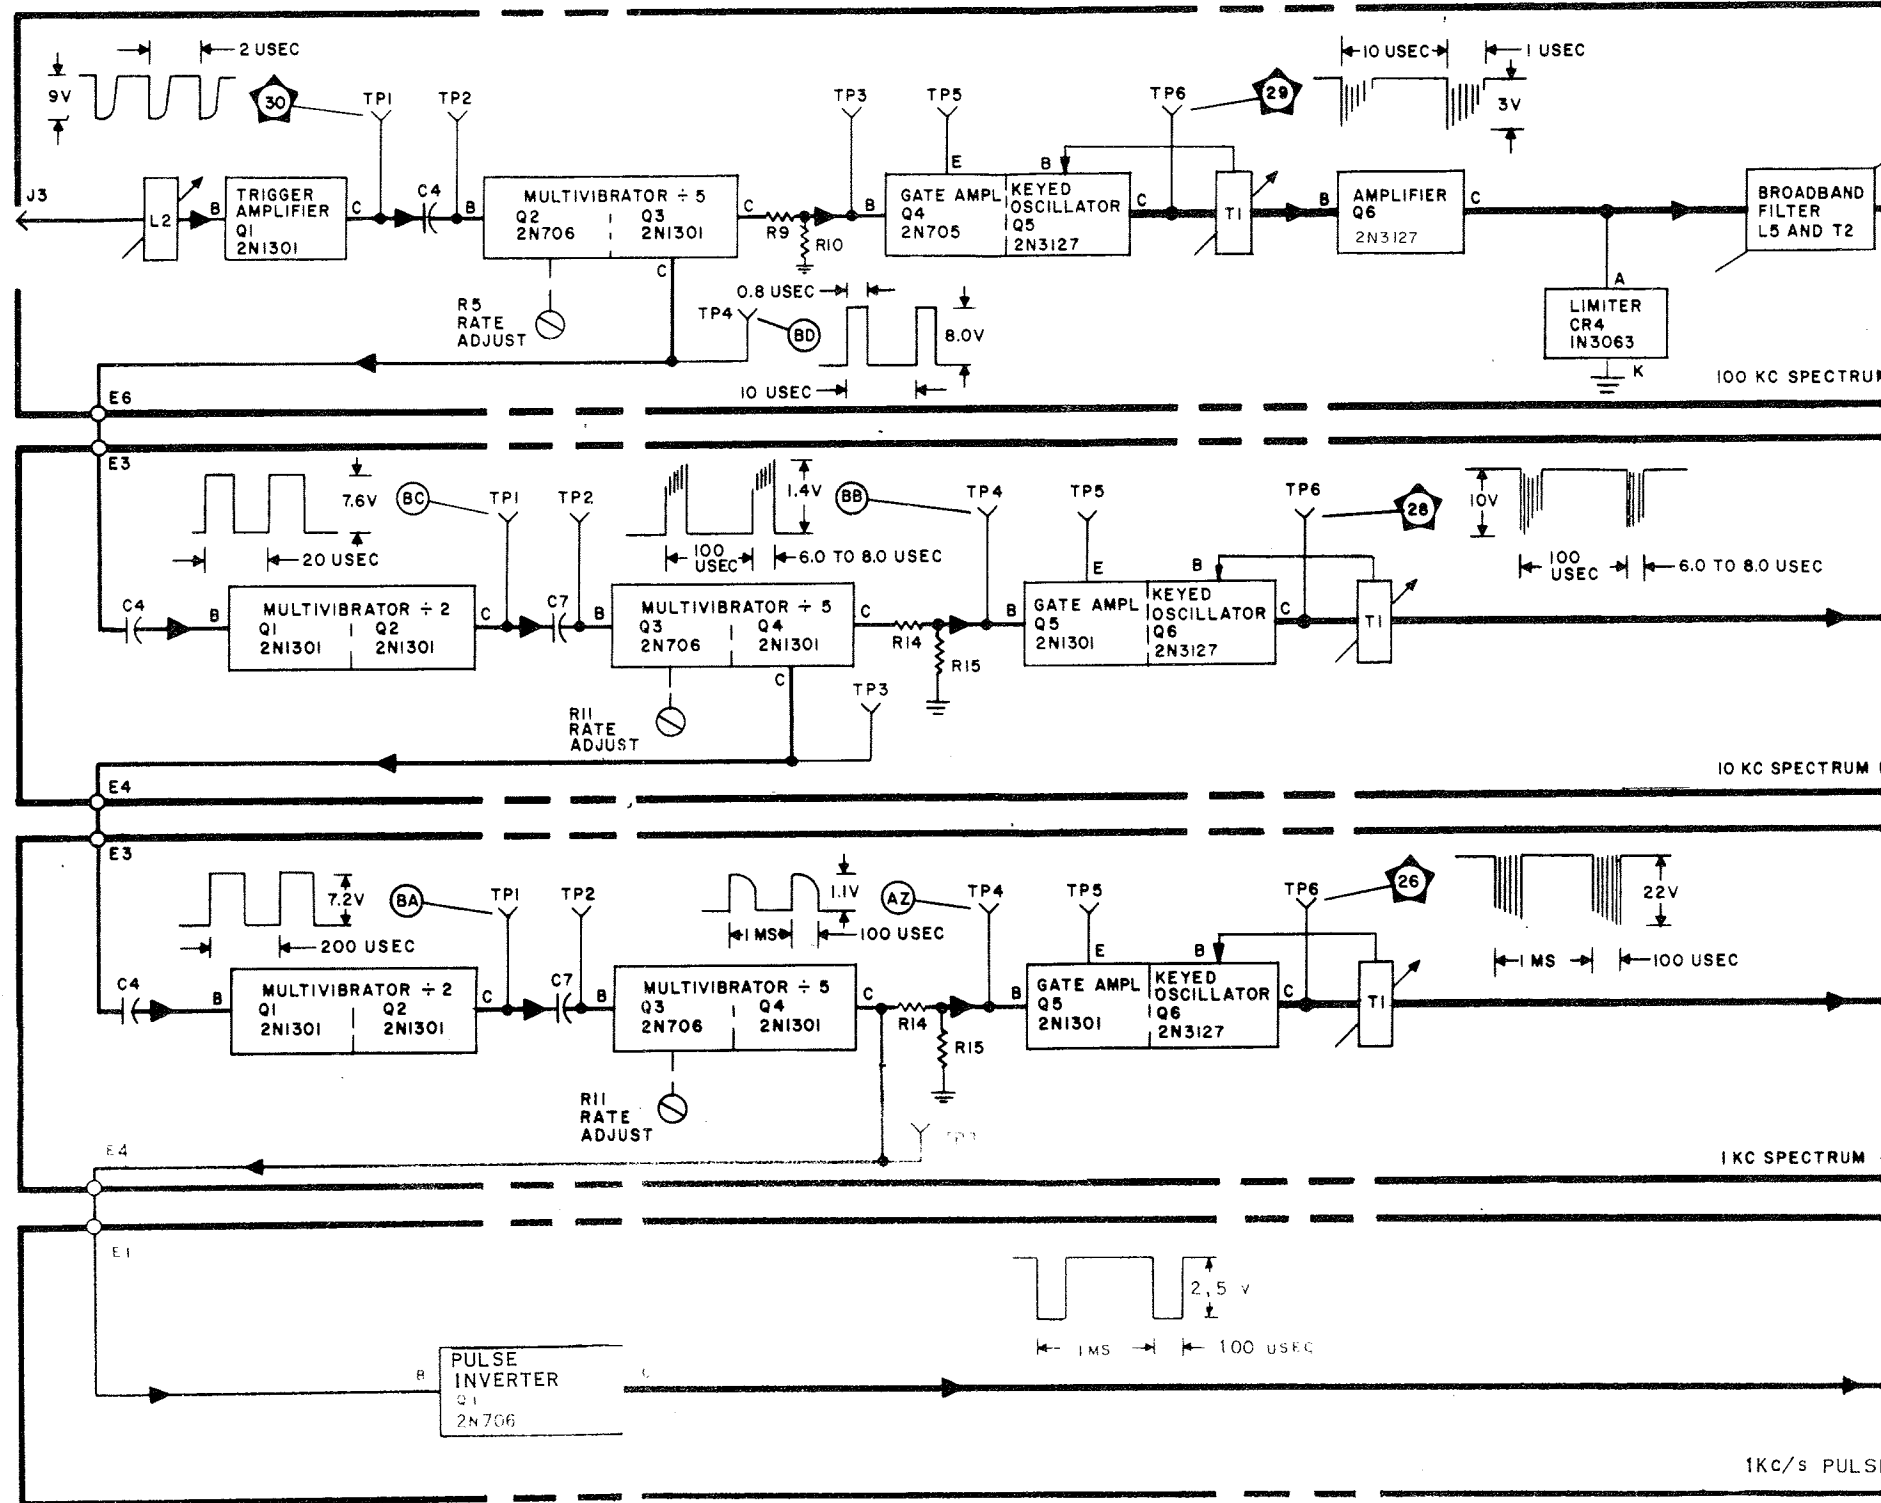 2 USEC
9V
30
TP1
TP2
TP3
TP5
TP6
29
10 USEC
1 USEC
3V
J3
L2
B
TRIGGER
AMPLIFIER
Q1
2N1301
C
C4
B
MULTIVIBRATOR ÷ 5
Q2
2N706
Q3
2N1301
C
R9
R10
B
E
GATE AMPL
Q4
2N705
B
KEYED
OSCILLATOR
Q5
2N3127
C
T1
B
AMPLIFIER
Q6
2N3127
C
BROADBAND
FILTER
L5 AND T2
C
R5
RATE
ADJUST
TP4
BD
0.8 USEC
8.0V
10 USEC
A
LIMITER
CR4
IN3063
K
100 KC SPECTRUM
E6
E3
7.6V
20 USEC
BC
TP1
TP2
1.4V
100
USEC
6.0 TO 8.0 USEC
BB
TP4
TP5
TP6
28
10V
100
USEC
6.0 TO 8.0 USEC
C4
B
MULTIVIBRATOR ÷ 2
Q1
2N1301
Q2
2N1301
C
C7
B
MULTIVIBRATOR ÷ 5
Q3
2N706
Q4
2N1301
C
R14
R15
B
E
GATE AMPL
Q5
2N1301
B
KEYED
OSCILLATOR
Q6
2N3127
C
T1
C
TP3
R11
RATE
ADJUST
10 KC SPECTRUM
E4
E3
7.2V
200 USEC
BA
TP1
TP2
1.1V
1 MS
100 USEC
AZ
TP4
TP5
TP6
26
22V
1 MS
100 USEC
C4
B
MULTIVIBRATOR ÷ 2
Q1
2N1301
Q2
2N1301
C
C7
B
MULTIVIBRATOR ÷ 5
Q3
2N706
Q4
2N1301
C
R14
R15
B
E
GATE AMPL
Q5
2N1301
B
KEYED
OSCILLATOR
Q6
2N3127
C
T1
R11
RATE
ADJUST
E4
1 KC SPECTRUM
E1
2,5 V
1MS
100 USEC
B
PULSE
INVERTER
Q1
2N706
1KC/S PULSE